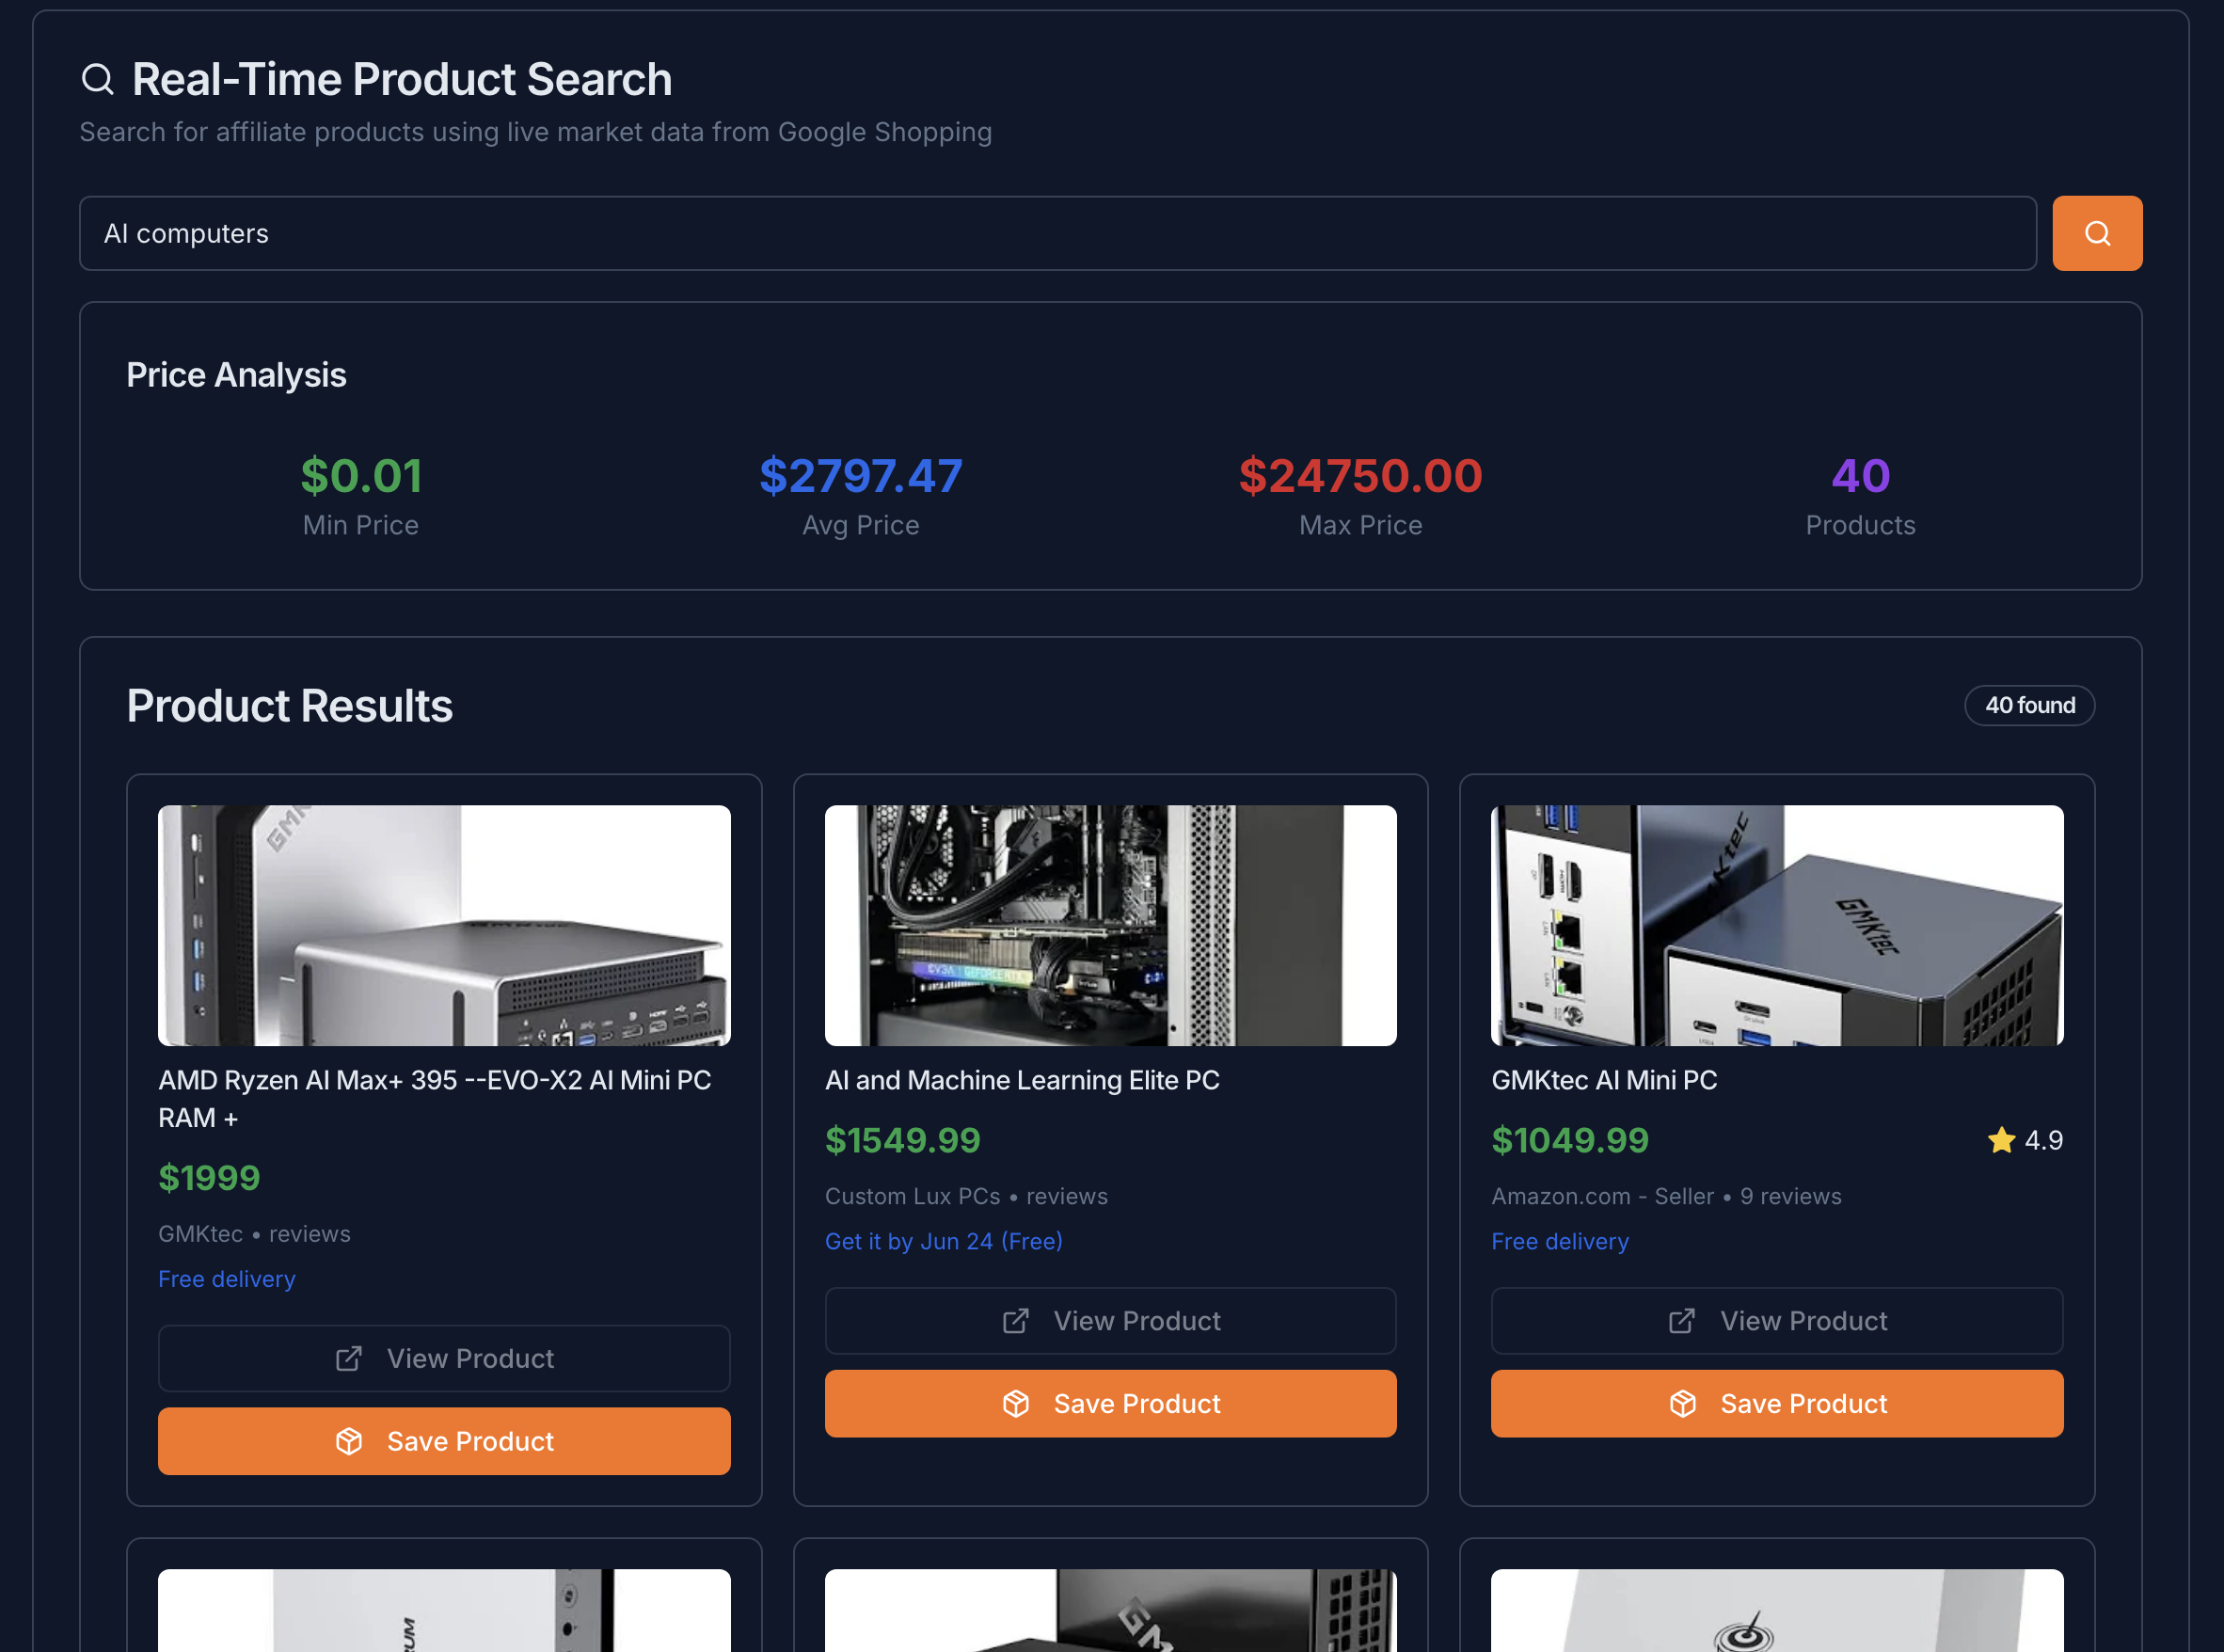 Real-Time Product Search
Search for affiliate products using live market data from Google Shopping
AI computers
Price Analysis
$0.01
Min Price
$2797.47
Avg Price
$24750.00
Max Price
40
Products
Product Results
40 found
GMKtec
EVGA GEFORCE RTX
GMKtec
AMD Ryzen AI Max+ 395 --EVO-X2 AI Mini PC
RAM +
$1999
GMKtec • reviews
Free delivery
View Product
Save Product
AI and Machine Learning Elite PC
$1549.99
Custom Lux PCs • reviews
Get it by Jun 24 (Free)
View Product
Save Product
GMKtec AI Mini PC
$1049.99
4.9
Amazon.com - Seller • 9 reviews
Free delivery
View Product
Save Product